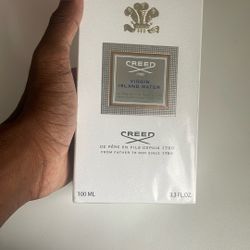 CREED
VIRGIN
ISLAND WATER
CREED
DE PÈRE EN FILS DEPUIS 1760
FROM FATHER TO SON SINCE 1760
100 ML
3.3 FL.OZ.